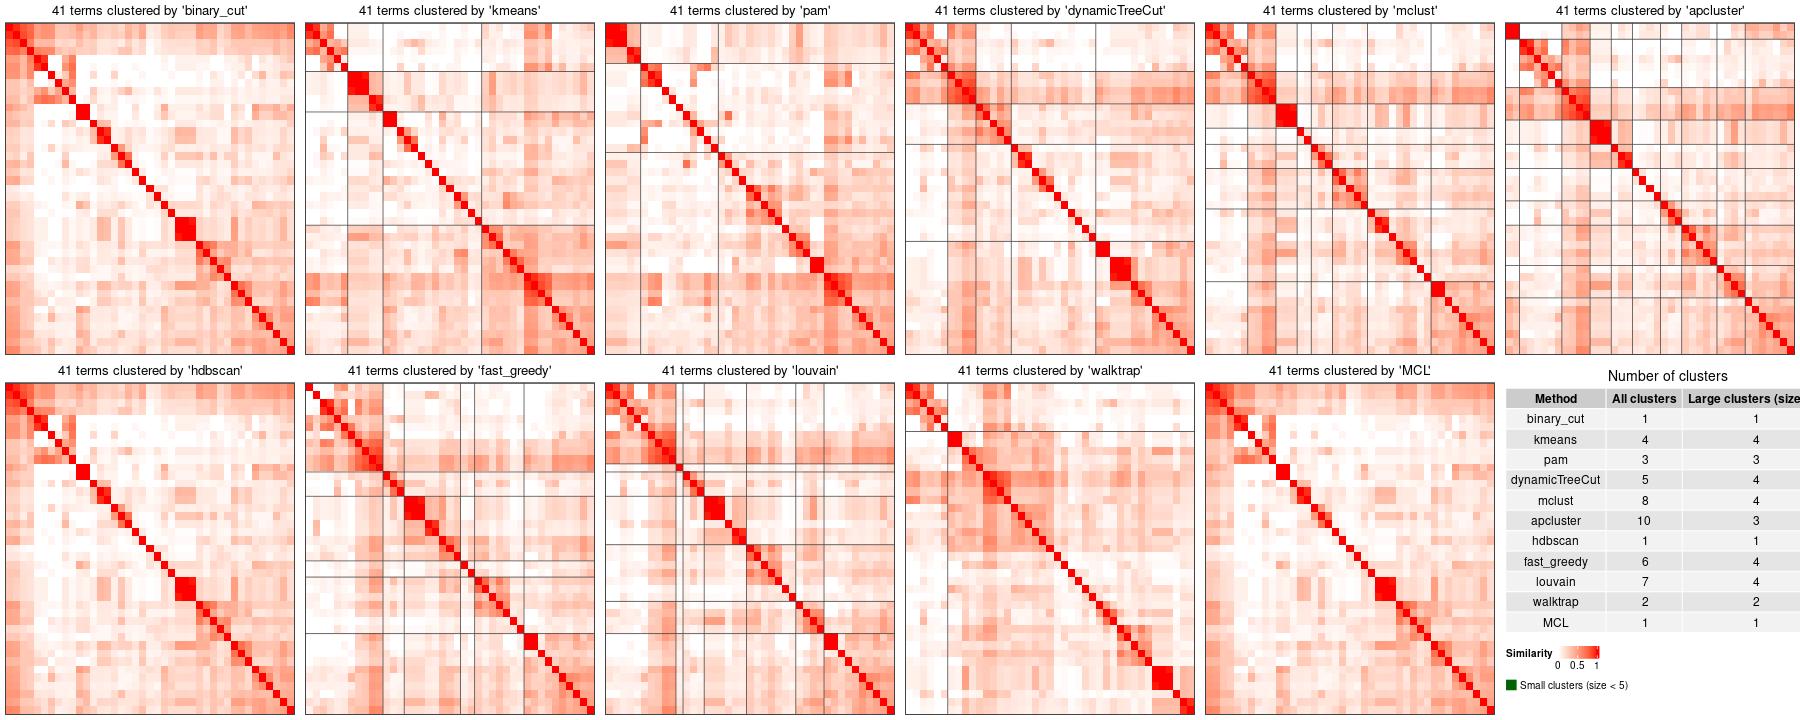 41 terms clustered by 'binary_cut'
41 terms clustered by 'kmeans'
41 terms clustered by 'pam'
41 terms clustered by 'dynamicTreeCut'
41 terms clustered by 'mclust'
41 terms clustered by 'apcluster'
41 terms clustered by 'hdbscan'
41 terms clustered by 'fast_greedy'
41 terms clustered by 'louvain'
41 terms clustered by 'walktrap'
41 terms clustered by 'MCL'
Number of clusters
Method All clusters Large clusters (size
binary_cut 1 1
kmeans 4 4
pam 3 3
dynamicTreeCut 5 4
mclust 8 4
apcluster 10 3
hdbscan 1 1
fast_greedy 6 4
louvain 7 4
walktrap 2 2
MCL 1 1
Similarity
0 0.5 1
Small clusters (size < 5)